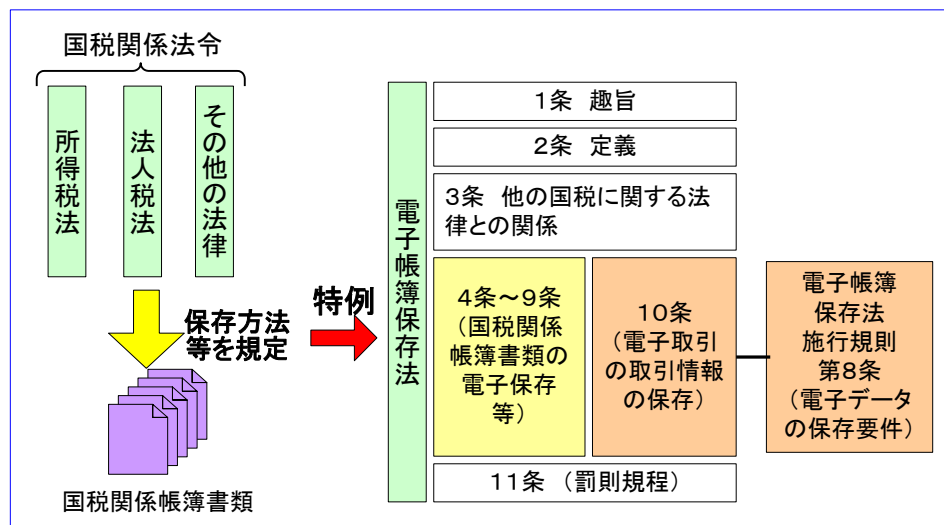 国税関係法令
所得税法
法人税法
その他の法律
保存方法
等を規定
国税関係帳簿書類
特例
電子帳簿保存法
1条 趣旨
2条 定義
3条 他の国税に関する法
律との関係
4条～9条
（国税関係
帳簿書類の
電子保存
等）
10条
（電子取引
の取引情報
の保存）
11条 （罰則規程）
電子帳簿
保存法
施行規則
第8条
（電子データ
の保存要件）